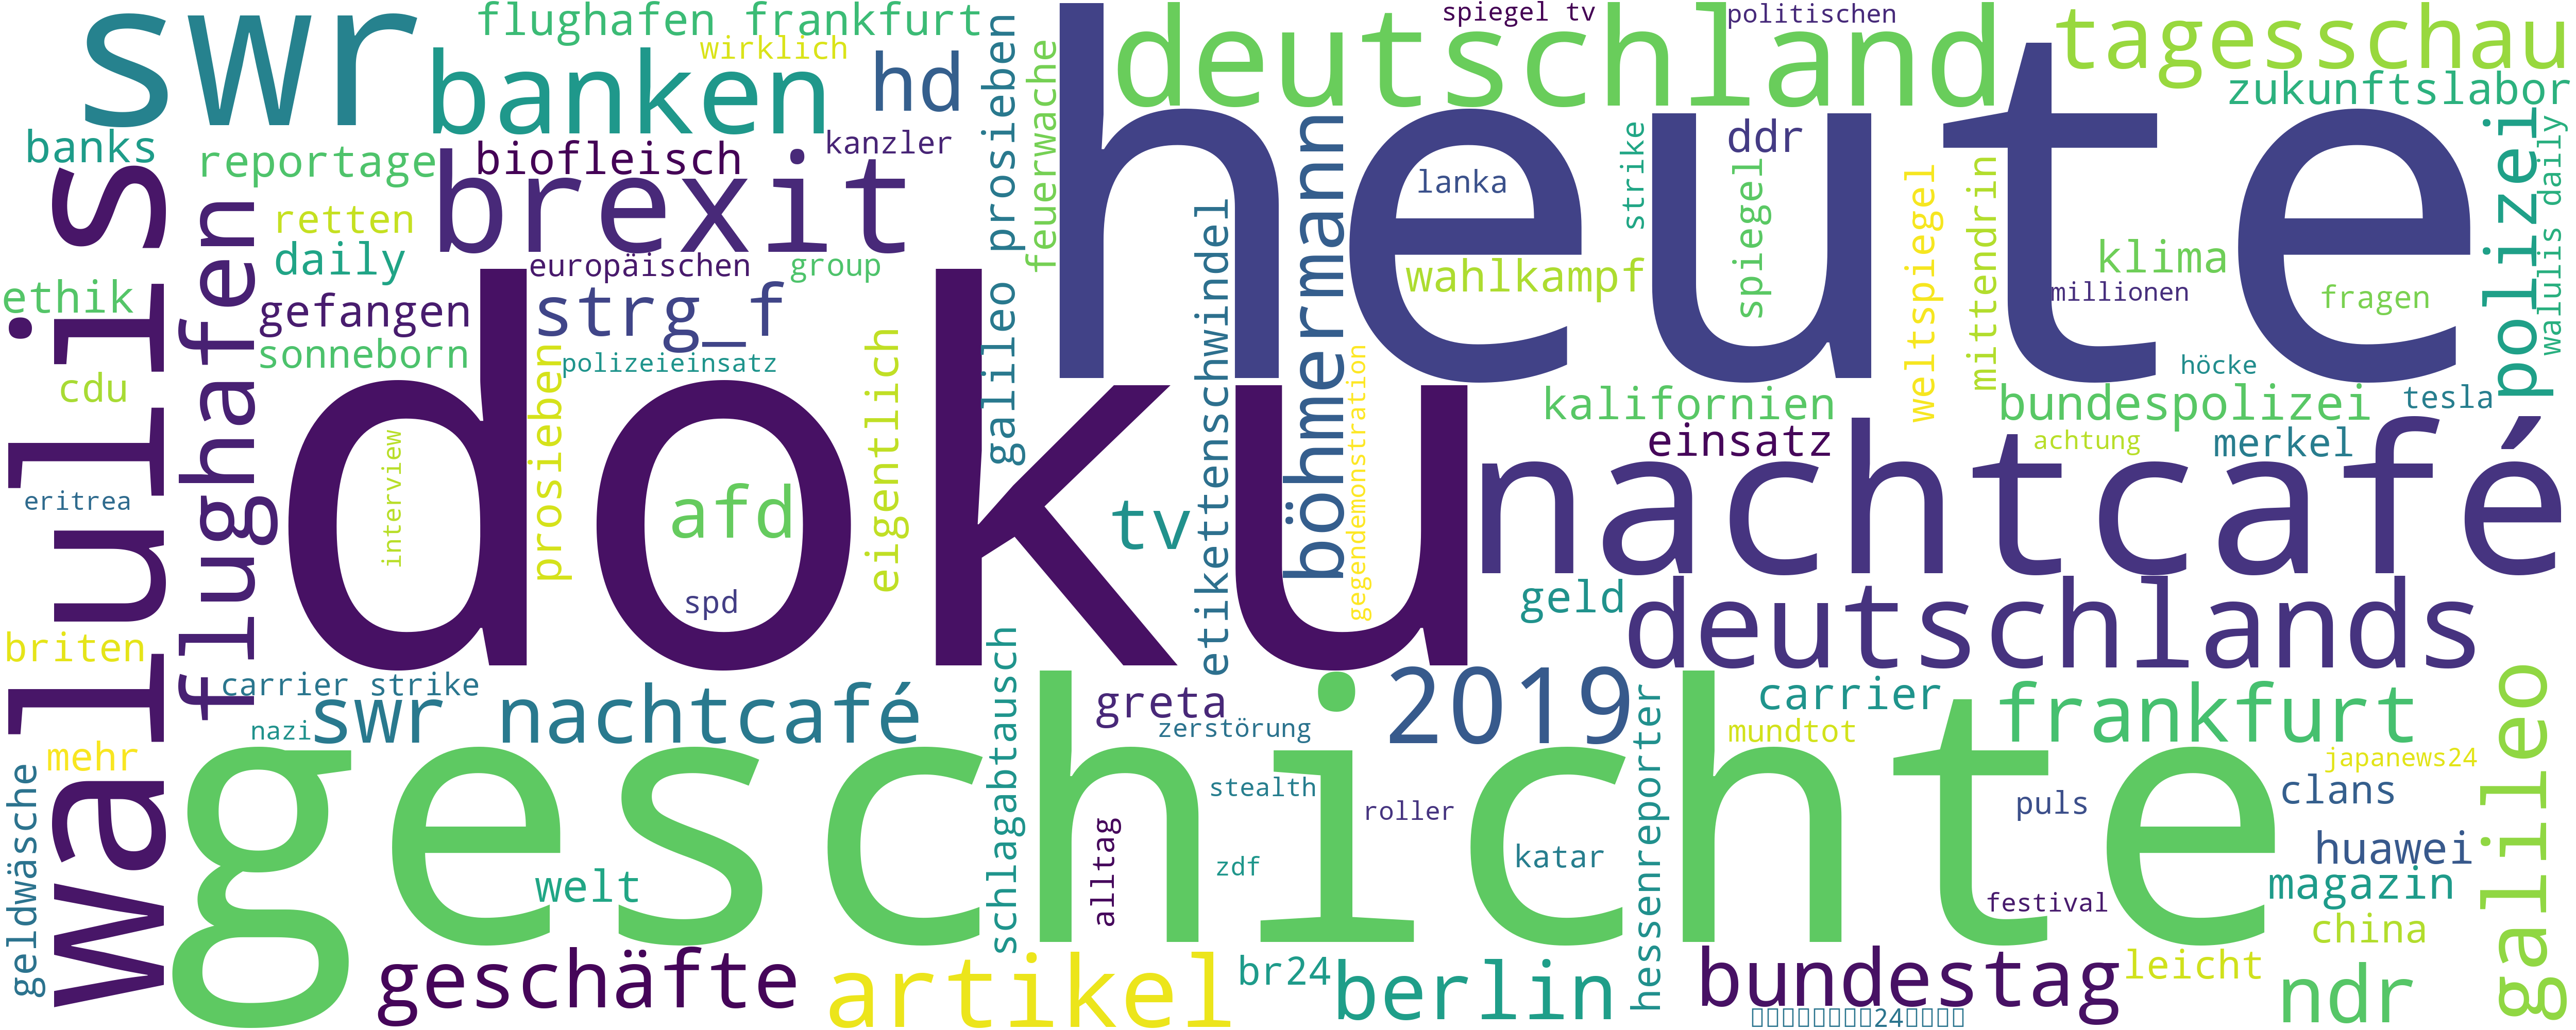 swr
flughafen frankfurt
wirklich
banken
hd
banks
reportage
biofleisch
kanzler
brexit
retten
daily
europäischen
group
ethik
gefangen
strg_f
sonneborn
polizeieinsatz
cdu
walulis
flughafen
galileo prosieben
feuerwache
heute
deutschland
spiegel tv
politischen
tagesschau
zukunftslabor
ddr
lanka
strike
spiegel
böhmermann
etikettenschwindel
wahlkampf
weltspiegel
mittendrin
klima
millionen
fragen
polizei
walulis daily
höcke
tesla
kalifornien
bundespolizei
einsatz
achtung
merkel
doku
interview
prosieben
afd
eigentlich
spd
tv
gegendemonstration
nachtcafé
eritrea
geld
deutschlands
briten
carrier strike
swr nachtcafé
nazi
mehr
schlagabtausch
greta
zerstörung
2019
hessenreporter
carrier
mundtot
frankfurt
japanews24
galileo
geldwäsche
geschichte
welt
alltag
stealth
zdf
roller
katar
puls
clans
huawei
magazin
festival
china
geschäfte
artikel
br24
berlin
bundestag
leicht
ndr
24